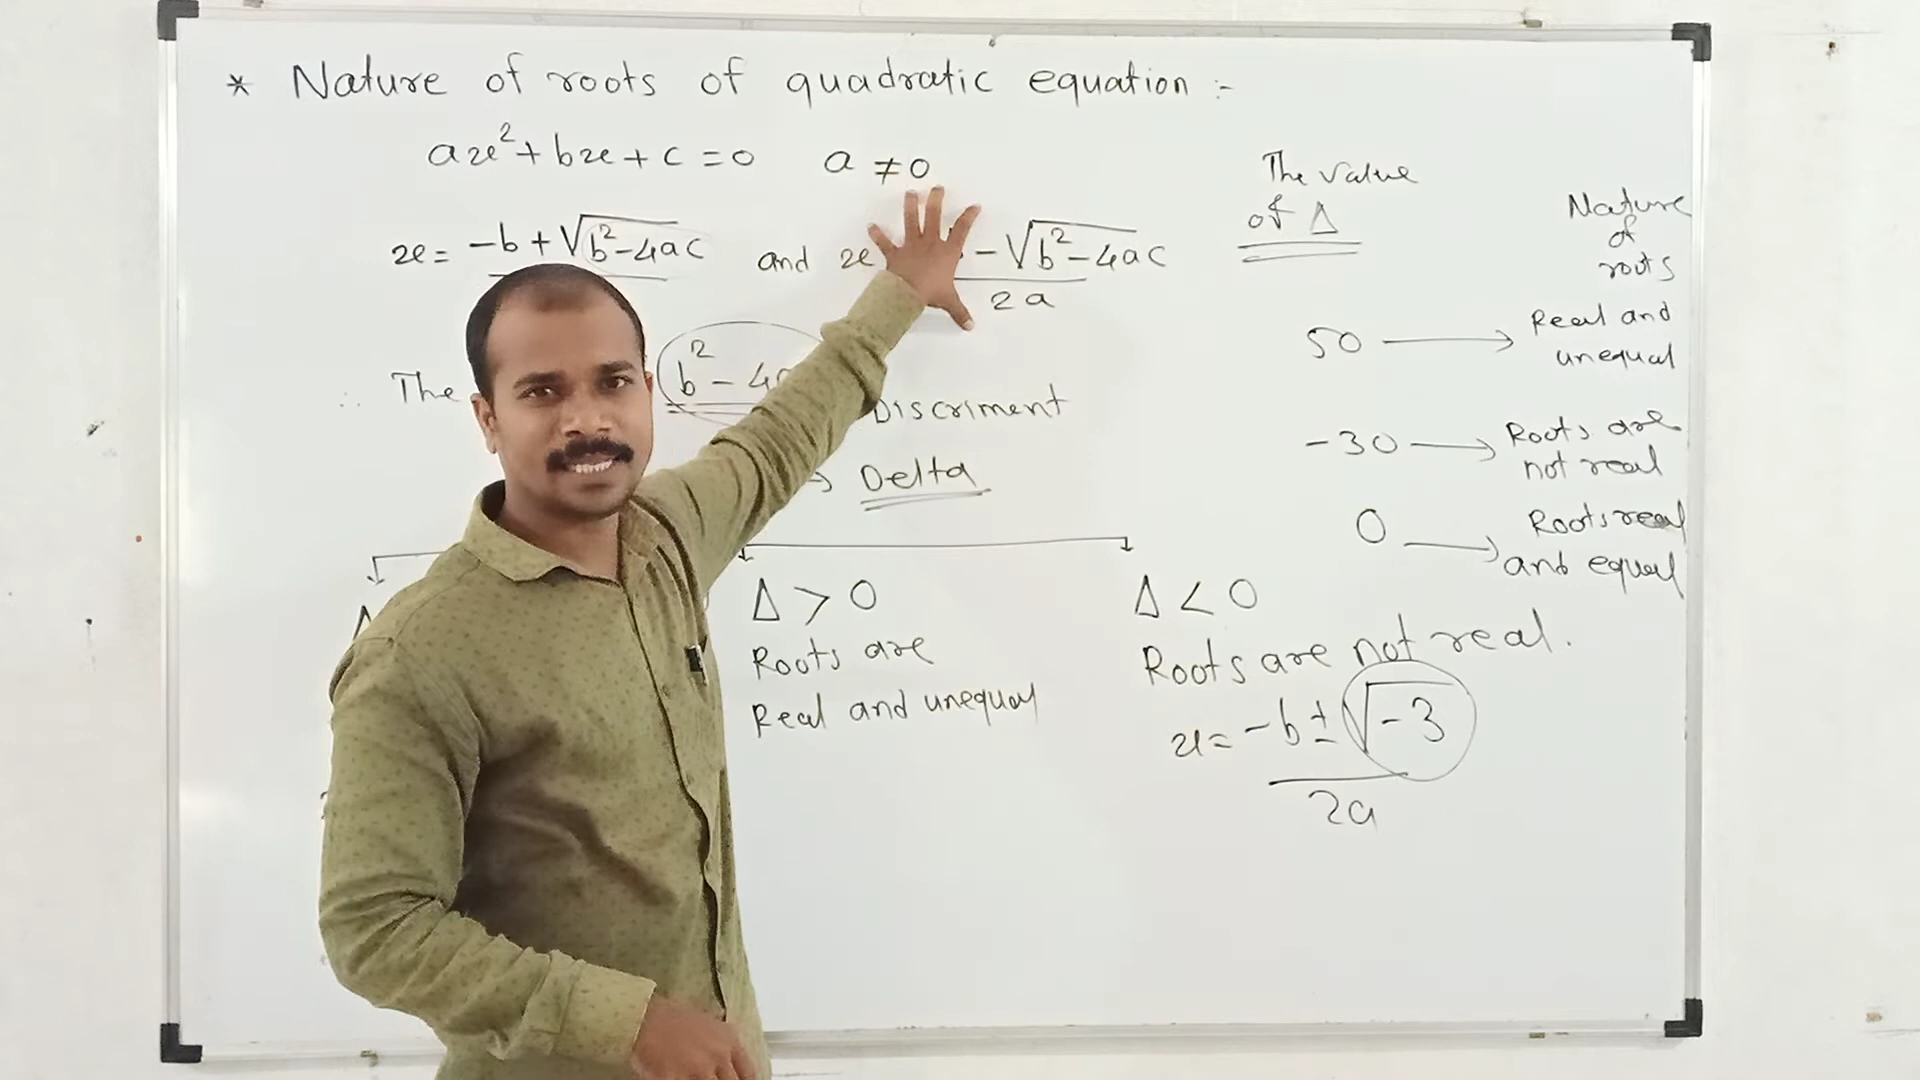 * Nature of roots of quadratic equation :-
ax²+bx+c=0 a ≠0
x= -b+√b²-4ac and x -√b²-4ac
2a
∴ The b²-4a Discriment
→ Delta
Δ > 0
Roots are
Real and unequal
Δ < 0
Roots are not real.
x= -b±√-3
2a
The value
of Δ
Nature
of
roots
50 → Real and
unequal
-30 → Roots are
not real
0 → Roots real
and equal